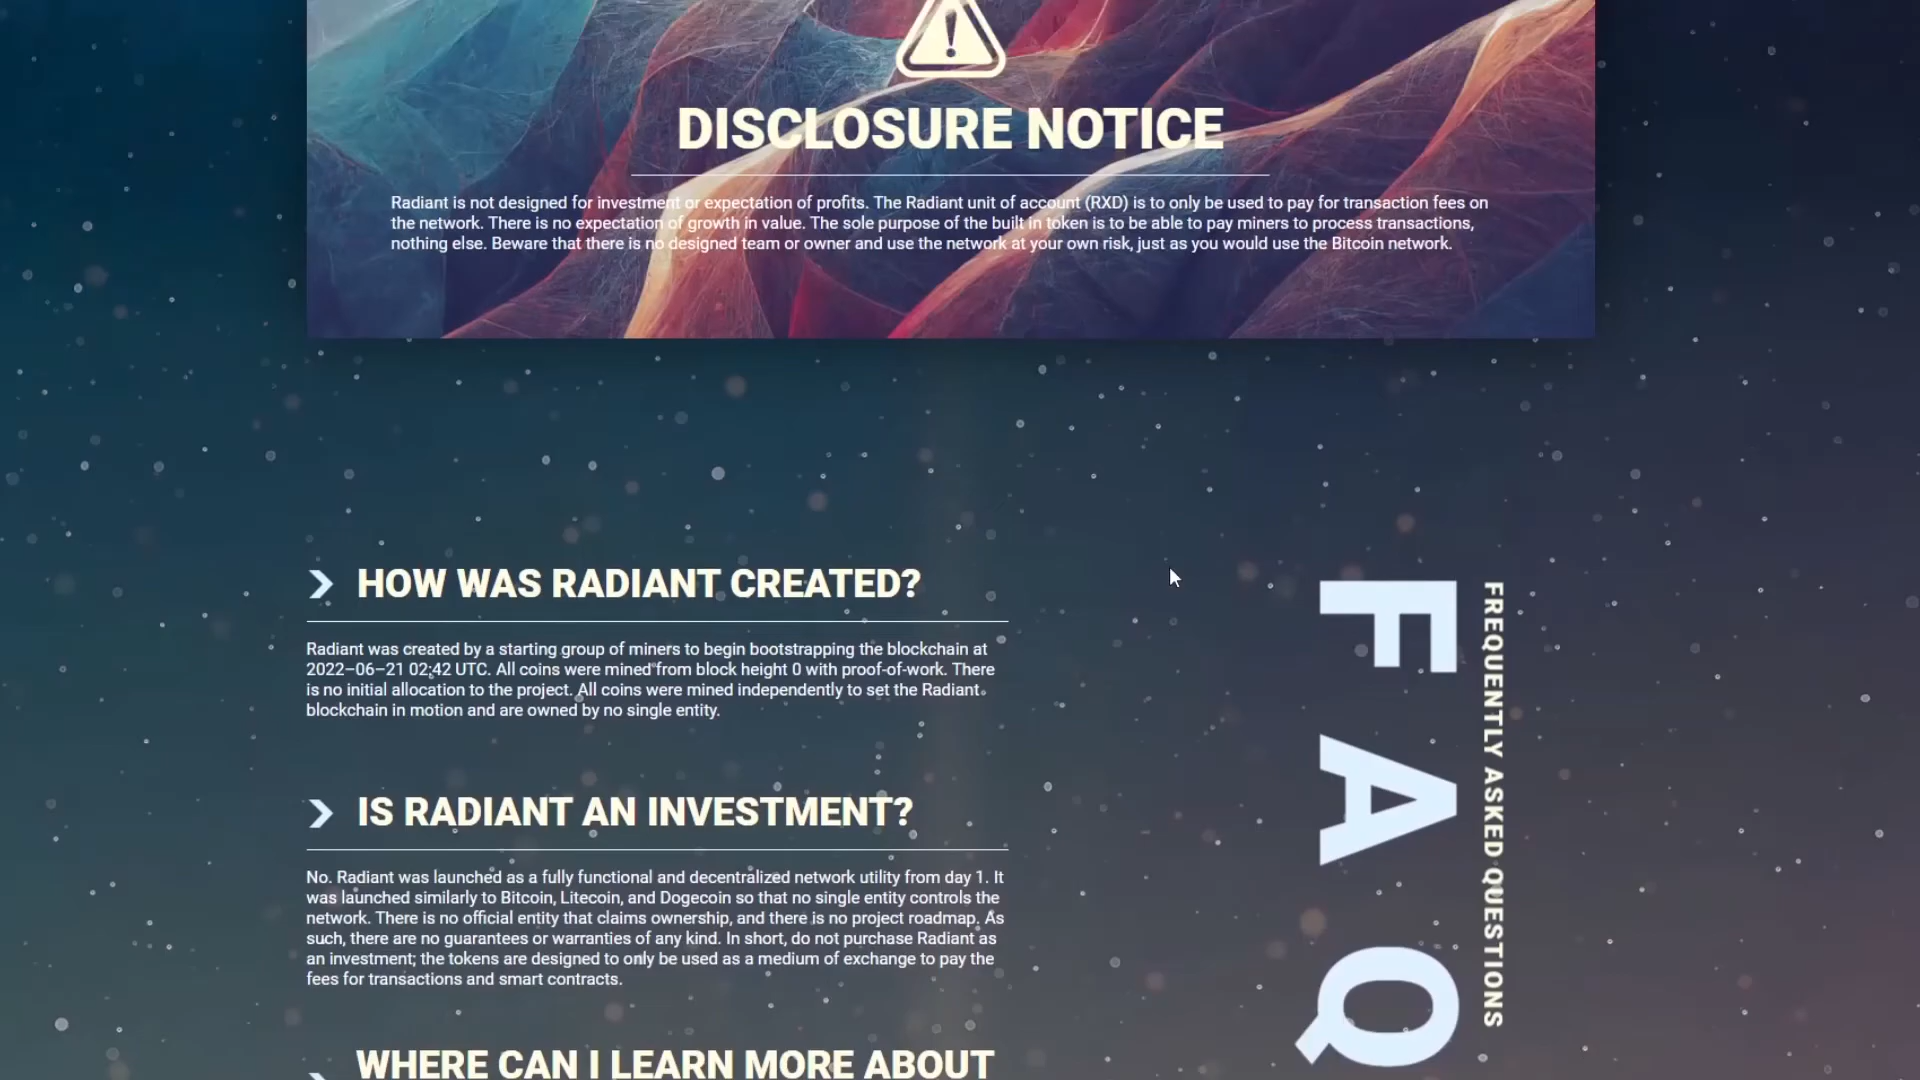 DISCLOSURE NOTICE
Radiant is not designed for investment or expectation of profits. The Radiant unit of account (RXD) is to only be used to pay for transaction fees on
the network. There is no expectation of growth in value. The sole purpose of the built in token is to be able to pay miners to process transactions,
nothing else. Beware that there is no designed team or owner and use the network at your own risk, just as you would use the Bitcoin network.
HOW WAS RADIANT CREATED?
Radiant was created by a starting group of miners to begin bootstrapping the blockchain at
2022–06–21 02:42 UTC. All coins were mined from block height 0 with proof-of-work. There
is no initial allocation to the project. All coins were mined independently to set the Radiant
blockchain in motion and are owned by no single entity.
IS RADIANT AN INVESTMENT?
No. Radiant was launched as a fully functional and decentralized network utility from day 1. It
was launched similarly to Bitcoin, Litecoin, and Dogecoin so that no single entity controls the
network. There is no official entity that claims ownership, and there is no project roadmap. As
such, there are no guarantees or warranties of any kind. In short, do not purchase Radiant as
an investment; the tokens are designed to only be used as a medium of exchange to pay the
fees for transactions and smart contracts.
WHERE CAN I LEARN MORE ABOUT
FAQ
FREQUENTLY ASKED QUESTIONS